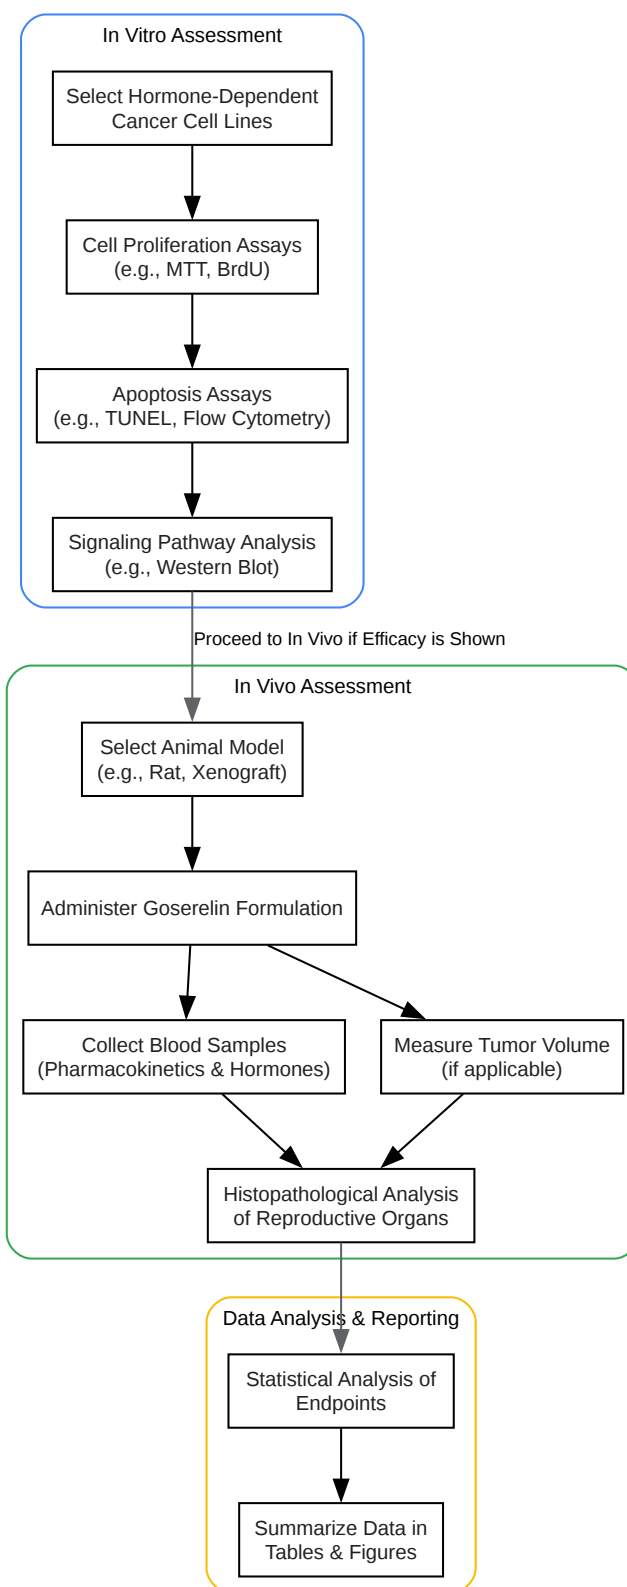 In Vitro Assessment
Select Hormone-Dependent
Cancer Cell Lines
Cell Proliferation Assays
(e.g., MTT, BrdU)
Apoptosis Assays
(e.g., TUNEL, Flow Cytometry)
Signaling Pathway Analysis
(e.g., Western Blot)
Proceed to In Vivo if Efficacy is Shown
In Vivo Assessment
Select Animal Model
(e.g., Rat, Xenograft)
Administer Goserelin Formulation
Collect Blood Samples
(Pharmacokinetics & Hormones)
Measure Tumor Volume
(if applicable)
Histopathological Analysis
of Reproductive Organs
Data Analysis & Reporting
Statistical Analysis of
Endpoints
Summarize Data in
Tables & Figures